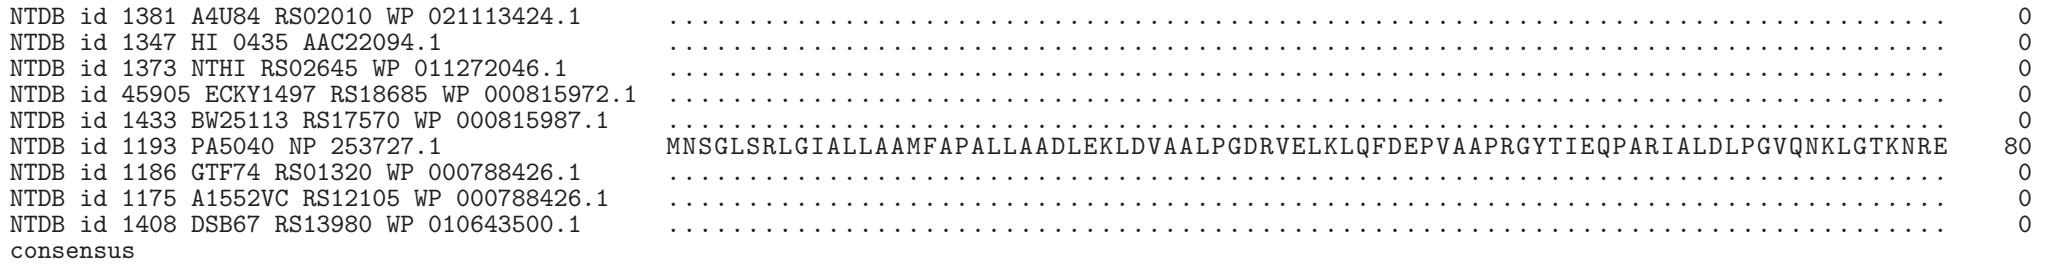 NTDB id 1381 A4U84 RS02010 WP 021113424.1 ................................................................................ 0
NTDB id 1347 HI 0435 AAC22094.1 ................................................................................ 0
NTDB id 1373 NTHI RS02645 WP 011272046.1 ................................................................................ 0
NTDB id 45905 ECKY1497 RS18685 WP 000815972.1 ................................................................................ 0
NTDB id 1433 BW25113 RS17570 WP 000815987.1 ................................................................................ 0
NTDB id 1193 PA5040 NP 253727.1 MNSGLSRLGIALLAAMFAPALLAADLEKLDVAALPGDRVELKLQFDEPVAAPRGYTIEQPARIALDLPGVQNKLGTKNRE 80
NTDB id 1186 GTF74 RS01320 WP 000788426.1 ................................................................................ 0
NTDB id 1175 A1552VC RS12105 WP 000788426.1 ................................................................................ 0
NTDB id 1408 DSB67 RS13980 WP 010643500.1 ................................................................................ 0
consensus